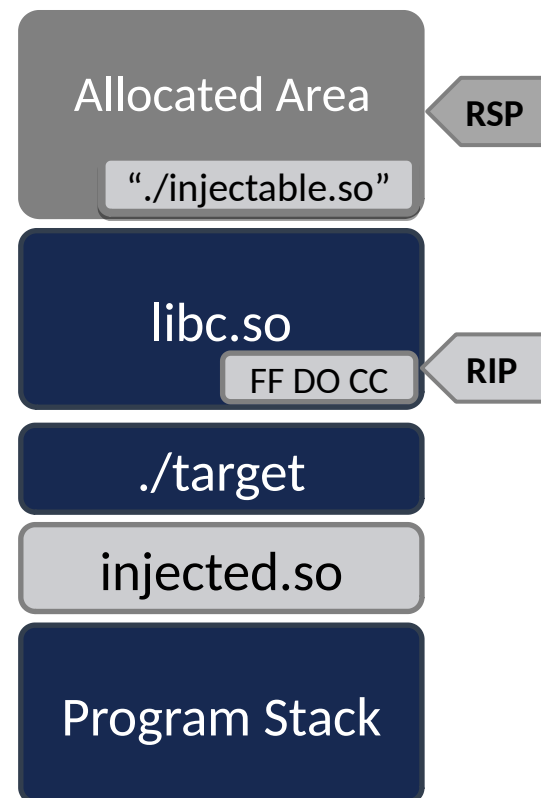 Allocated Area
RSP
“./injectable.so”
libc.so
FF DO CC
RIP
./target
injected.so
Program Stack